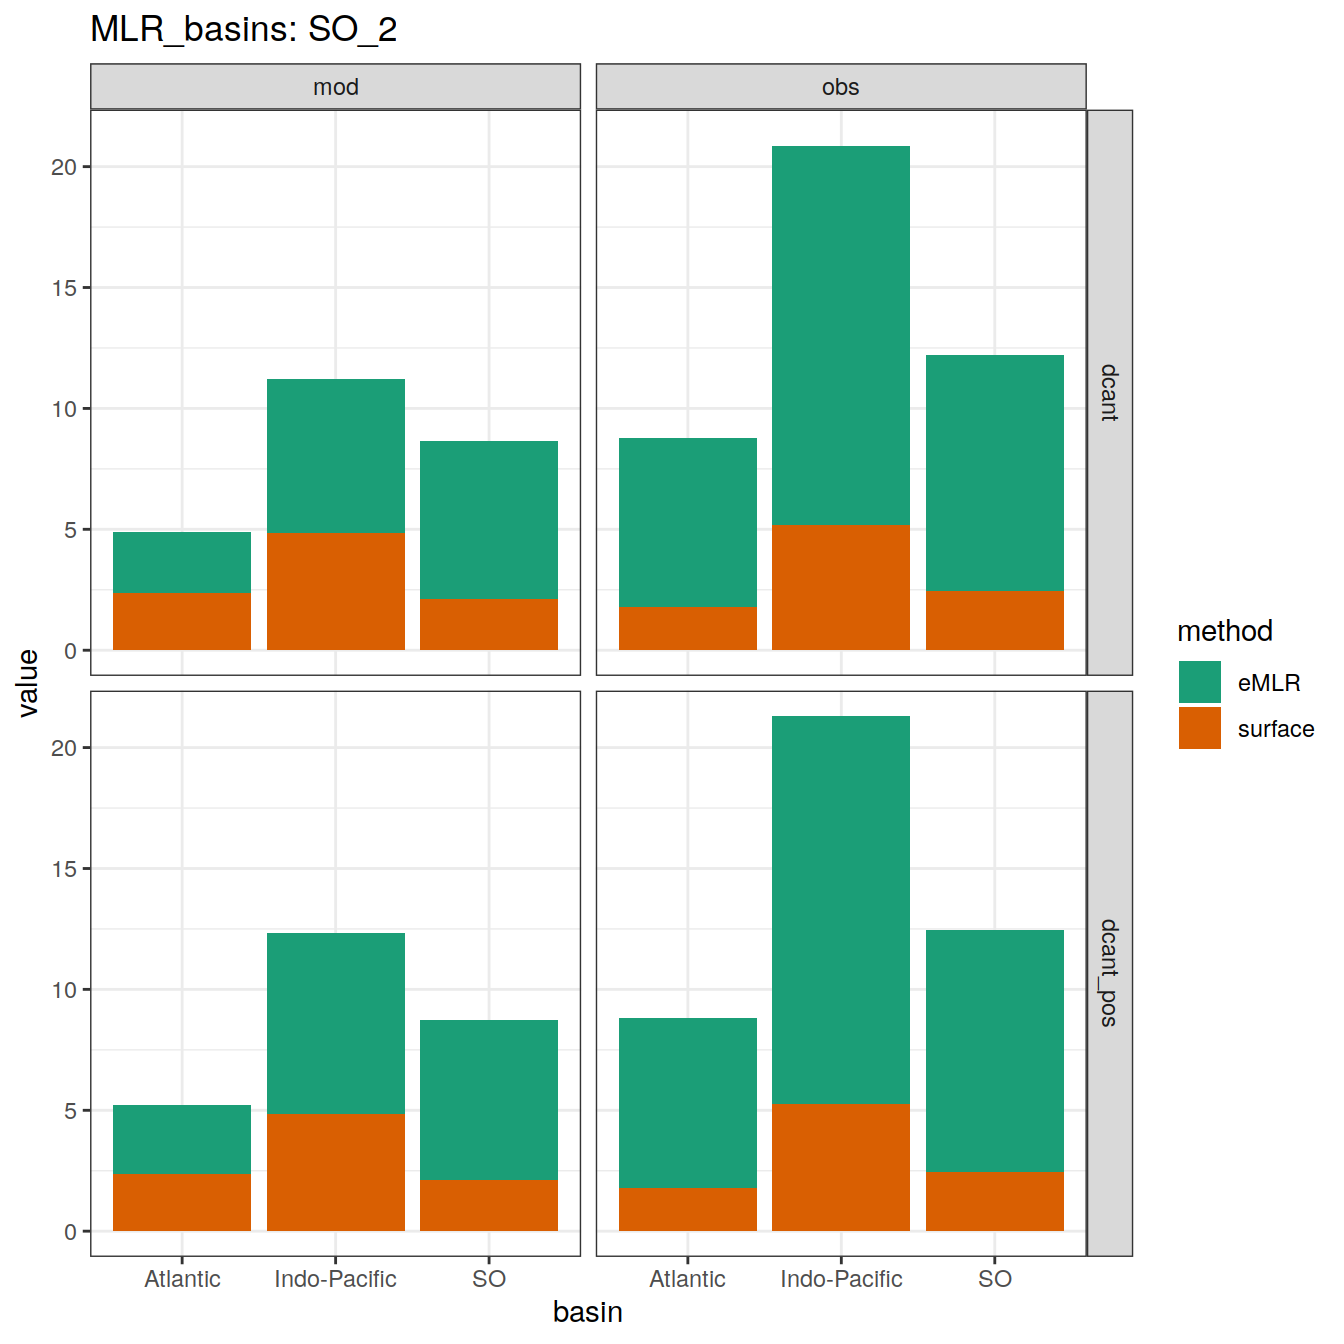 MLR_basins: SO_2
mod
obs
20
15
10
5
0
dcant
20
15
10
5
0
dcant_pos
value
Atlantic
Indo-Pacific
SO
Atlantic
Indo-Pacific
SO
basin
method
eMLR
surface